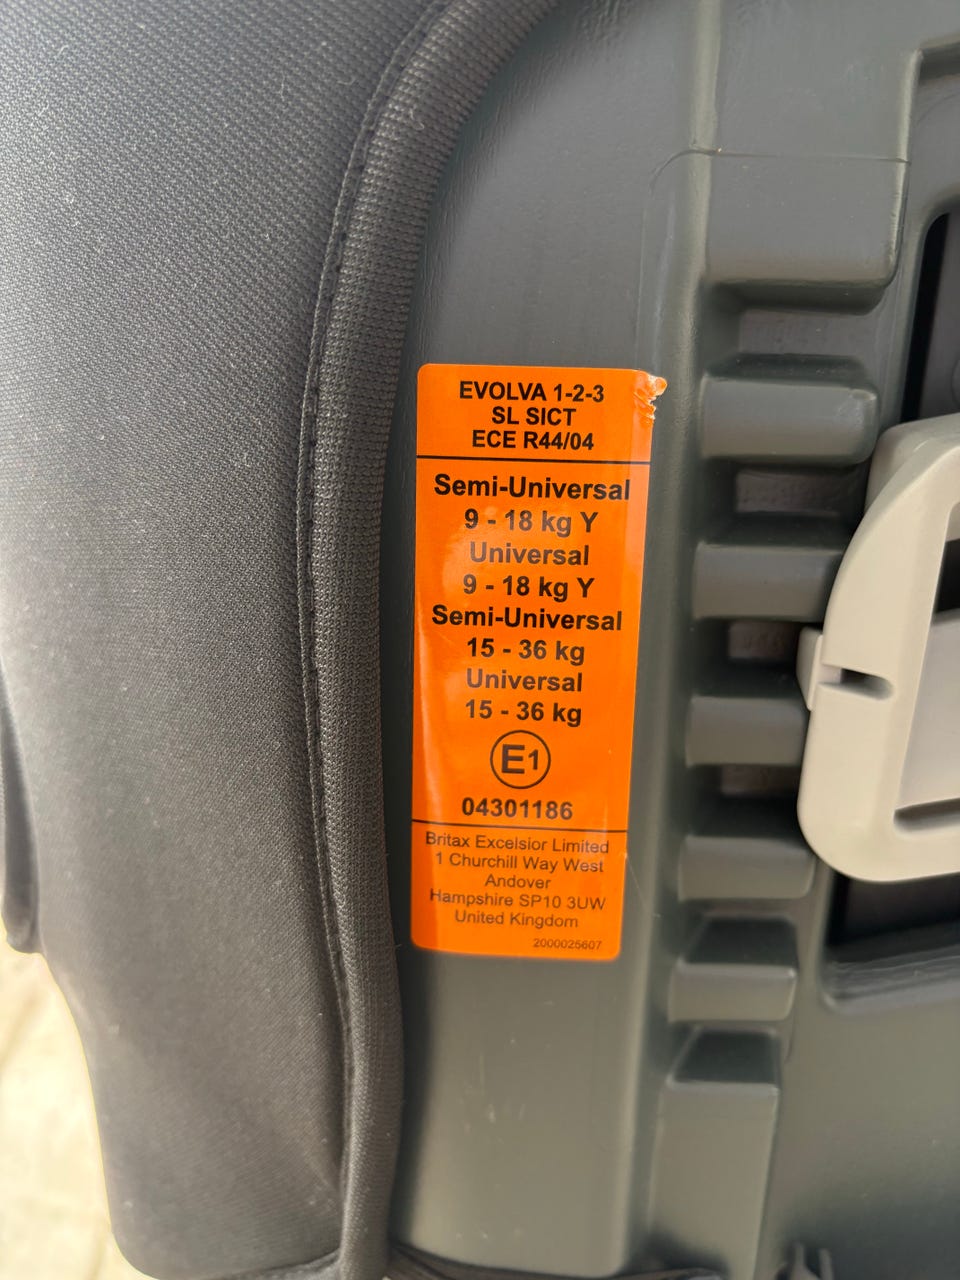 EVOLVA 1-2-3
SL SICT
ECE R44/04
Semi-Universal
9 - 18 kg Y
Universal
9 - 18 kg Y
Semi-Universal
15 - 36 kg
Universal
15 - 36 kg
E1
04301186
Britax Excelsior Limited
1 Churchill Way West
Andover
Hampshire SP10 3UW
United Kingdom
2000025607